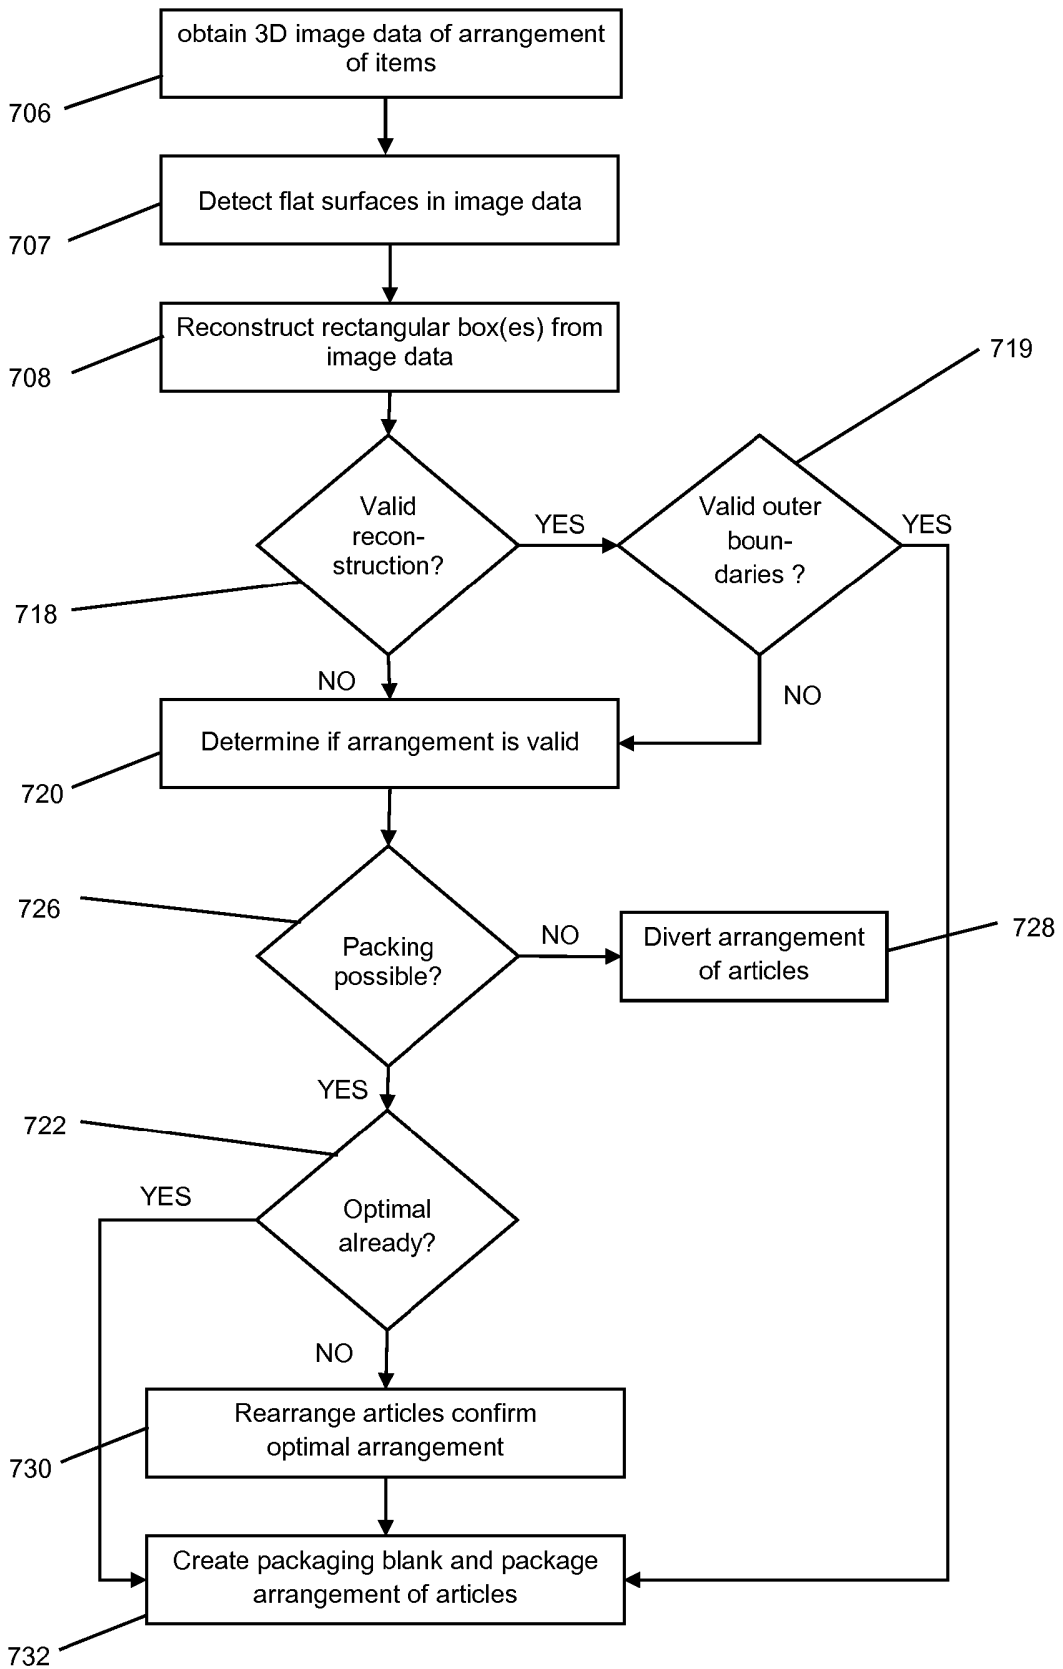 obtain 3D image data of arrangement
of items
706
Detect flat surfaces in image data
707
Reconstruct rectangular box(es) from
image data
708
719
Valid
recon-
struction?
YES
Valid outer
boun-
daries ?
YES
718
NO
NO
Determine if arrangement is valid
720
726
Packing
possible?
NO
Divert arrangement
of articles
728
YES
722
YES
Optimal
already?
NO
Rearrange articles confirm
optimal arrangement
730
Create packaging blank and package
arrangement of articles
732